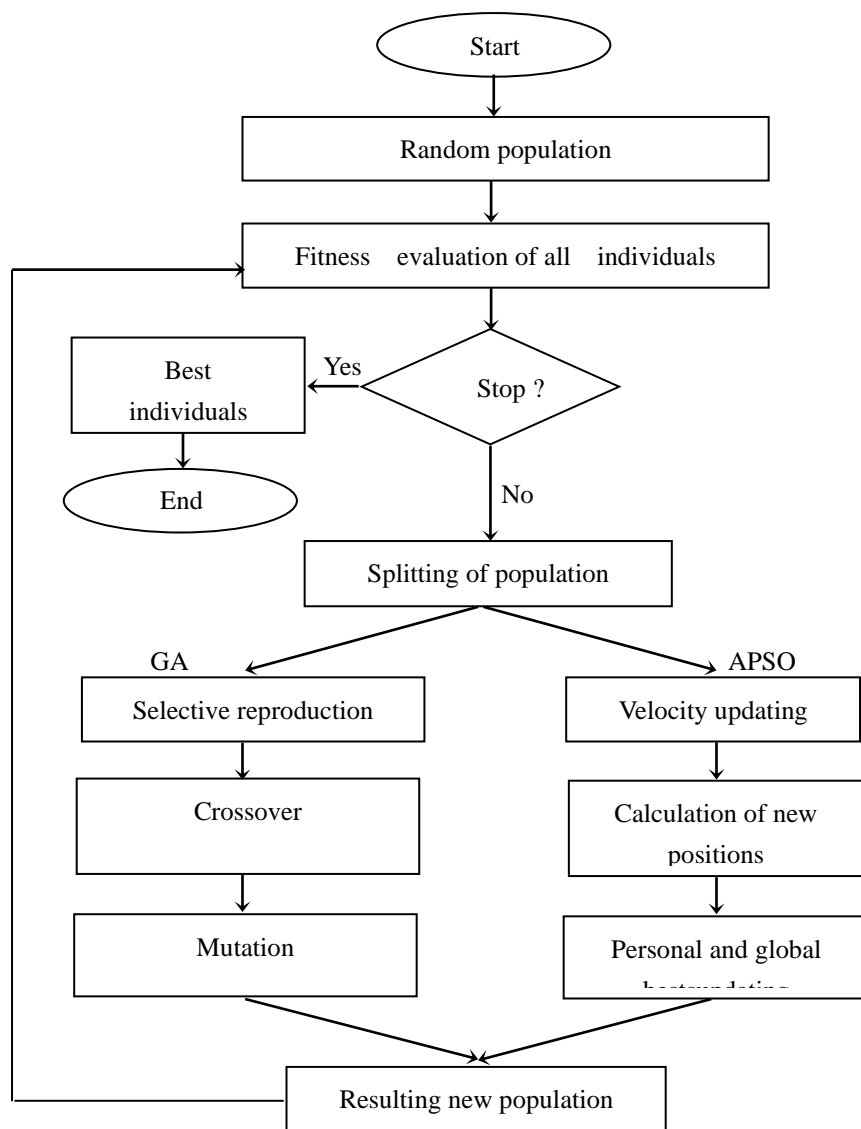 Start
Random population
Fitness evaluation of all individuals
Yes
Best
individuals
Stop ?
End
No
Splitting of population
GA
APSO
Selective reproduction
Velocity updating
Crossover
Calculation of new
positions
Mutation
Personal and global
Resulting new population